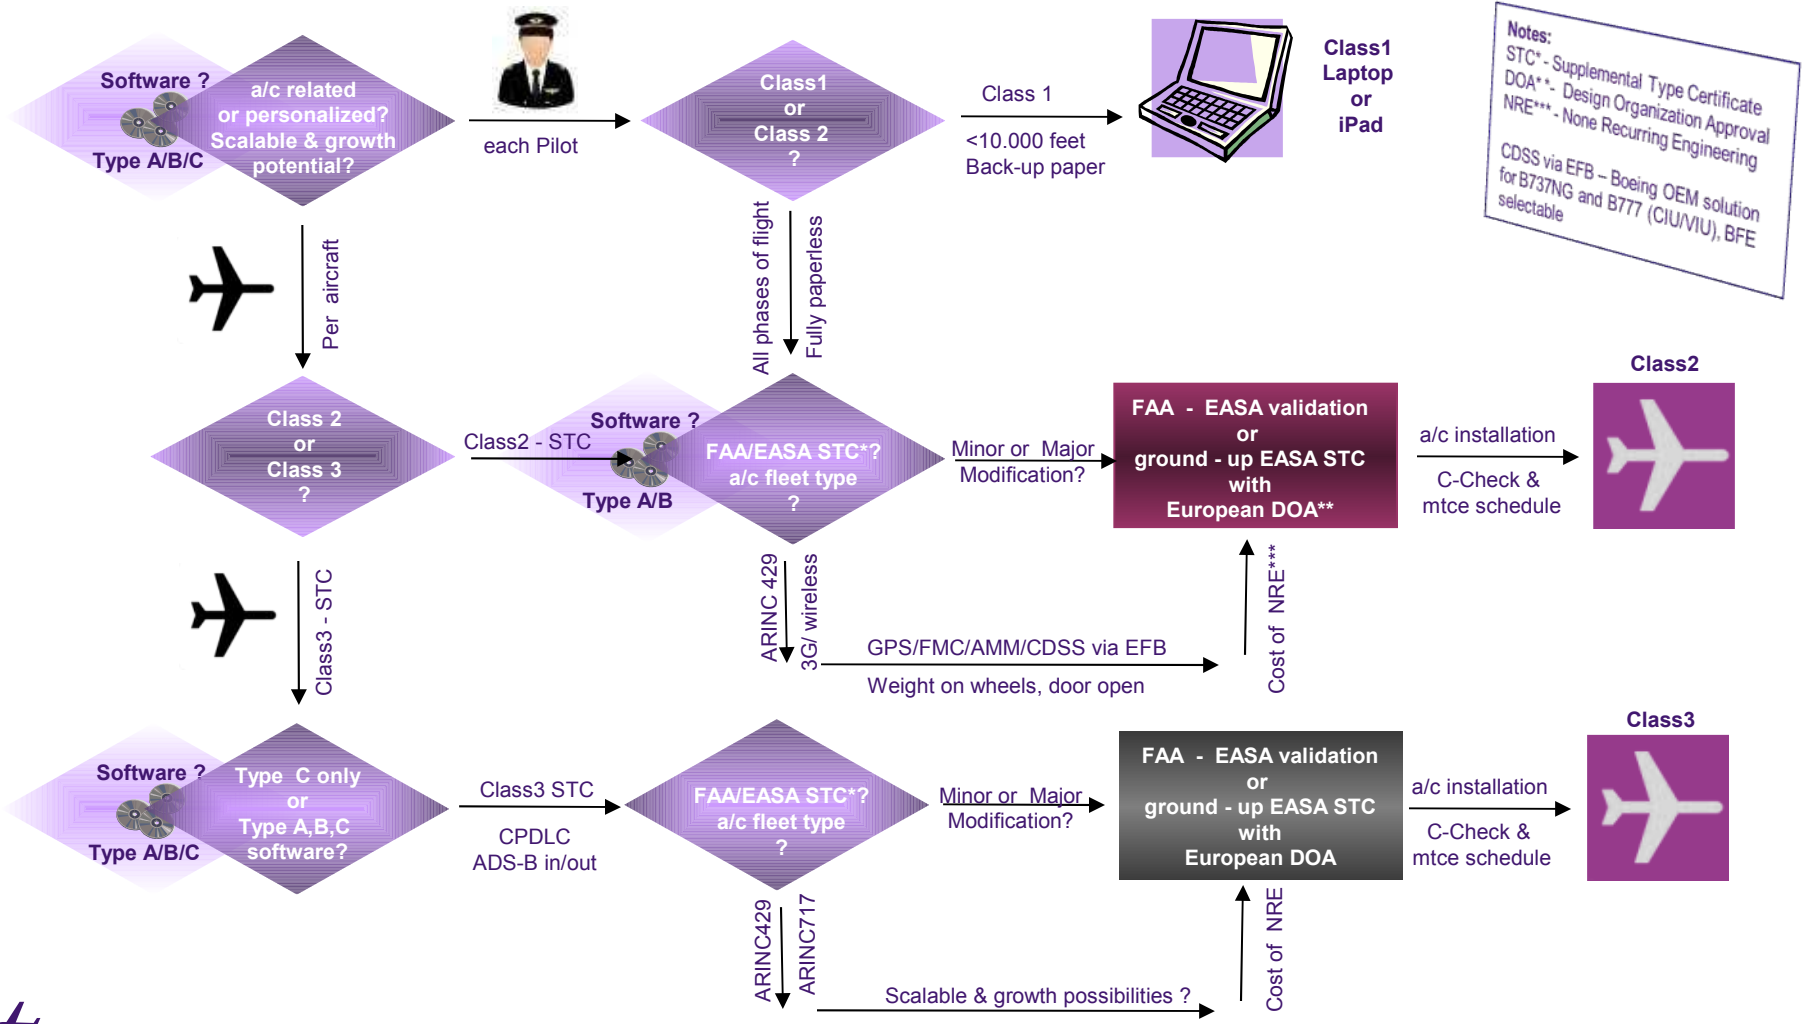 Software ?
Type A/B/C
a/c related
or personalized?
Scalable & growth
potential?
each Pilot
Class1
or
Class 2
?
Class 1
<10.000 feet
Back-up paper
Class1
Laptop
or
iPad
Notes:
STC* - Supplemental Type Certificate
DOA** - Design Organization Approval
NRE*** - None Recurring Engineering
CDSS via EFB – Boeing OEM solution
for B737NG and B777 (CIU/VIU), BFE
selectable
Per aircraft
All phases of flight
Fully paperless
Class 2
or
Class 3
?
Class2 - STC
Software ?
Type A/B
FAA/EASA STC*?
a/c fleet type
?
Minor or Major
Modification?
FAA - EASA validation
or
ground - up EASA STC
with
European DOA**
a/c installation
C-Check &
mtce schedule
Class2
Class3 - STC
ARINC 429
3G/ wireless
GPS/FMC/AMM/CDSS via EFB
Weight on wheels, door open
Cost of NRE***
Software ?
Type A/B/C
Type C only
or
Type A,B,C
software?
Class3 STC
CPDLC
ADS-B in/out
FAA/EASA STC*?
a/c fleet type
?
Minor or Major
Modification?
FAA - EASA validation
or
ground - up EASA STC
with
European DOA
a/c installation
C-Check &
mtce schedule
Class3
ARINC429
ARINC717
Scalable & growth possibilities ?
Cost of NRE